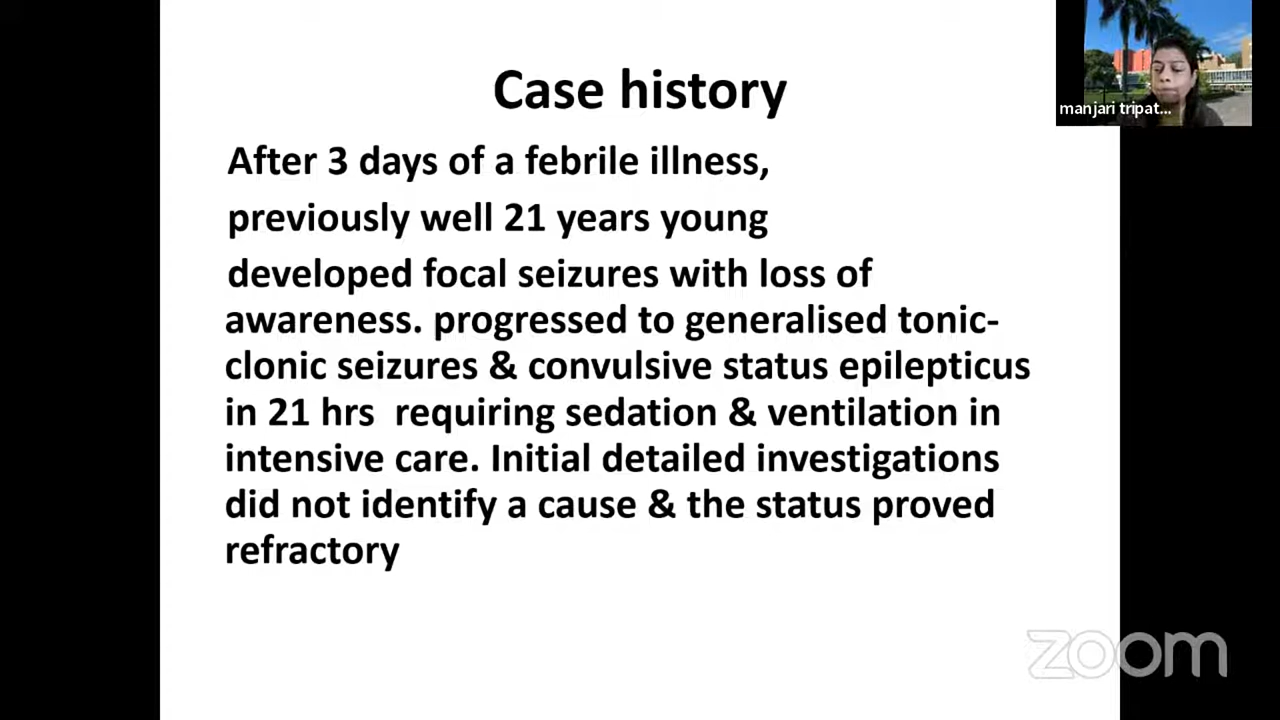 Case history
manjari tripat...
After 3 days of a febrile illness,
previously well 21 years young
developed focal seizures with loss of
awareness. progressed to generalised tonic-
clonic seizures & convulsive status epilepticus
in 21 hrs requiring sedation & ventilation in
intensive care. Initial detailed investigations
did not identify a cause & the status proved
refractory
zoom